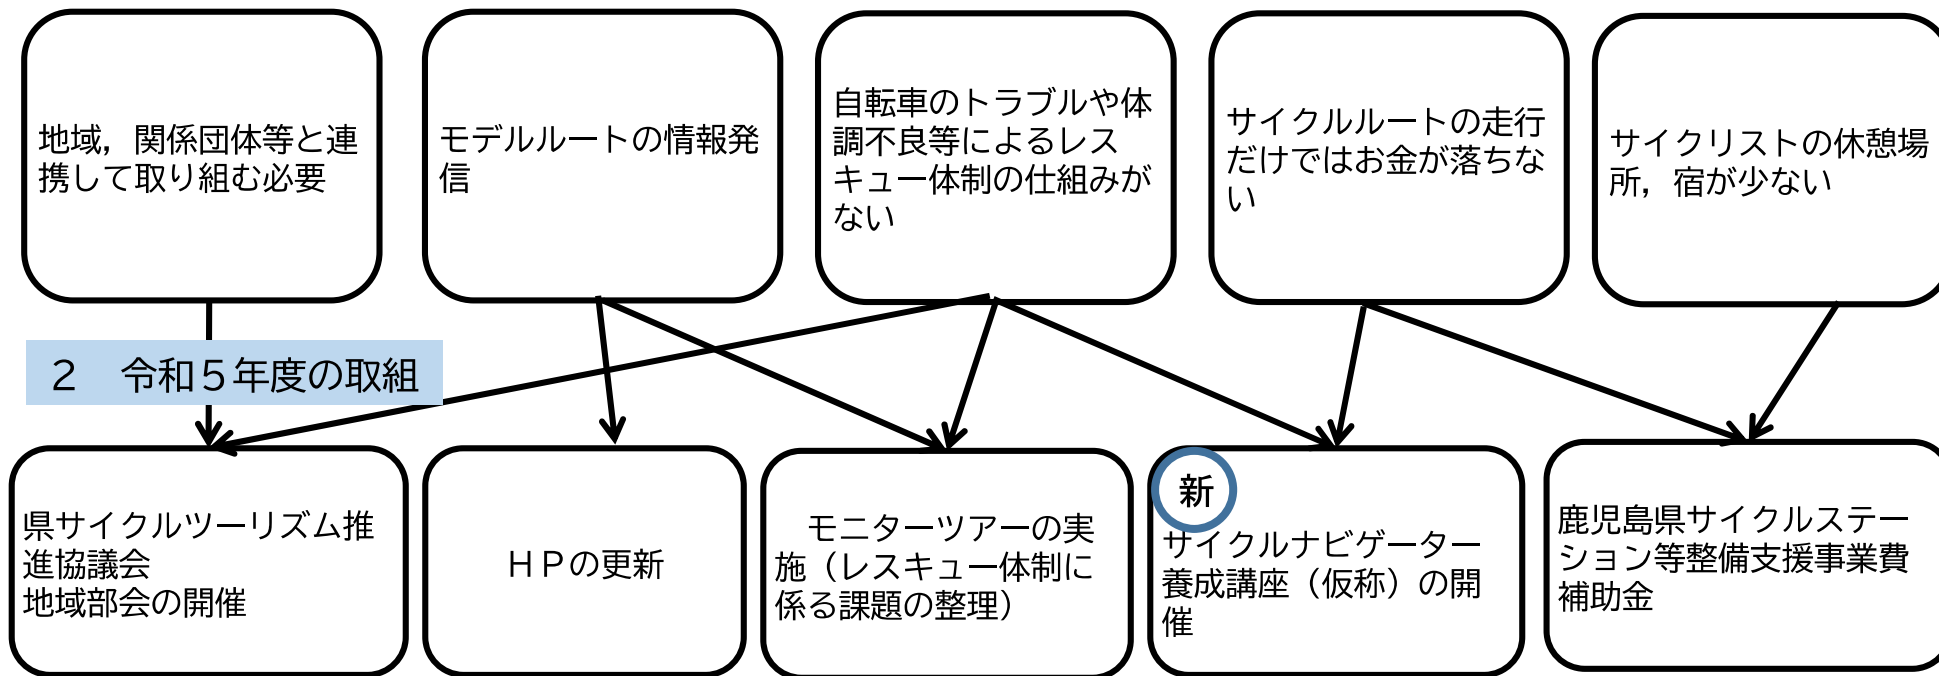 地域，関係団体等と連
携して取り組む必要
モデルルートの情報発
信
自転車のトラブルや体
調不良等によるレス
キュー体制の仕組みが
ない
サイクルルートの走行
だけではお金が落ちな
い
サイクリストの休憩場
所，宿が少ない
２　令和５年度の取組
県サイクルツーリズム推
進協議会
地域部会の開催
ＨＰの更新
モニターツアーの実
施（レスキュー体制に
係る課題の整理）
新
サイクルナビゲーター
養成講座（仮称）の開
催
鹿児島県サイクルステー
ション等整備支援事業費
補助金